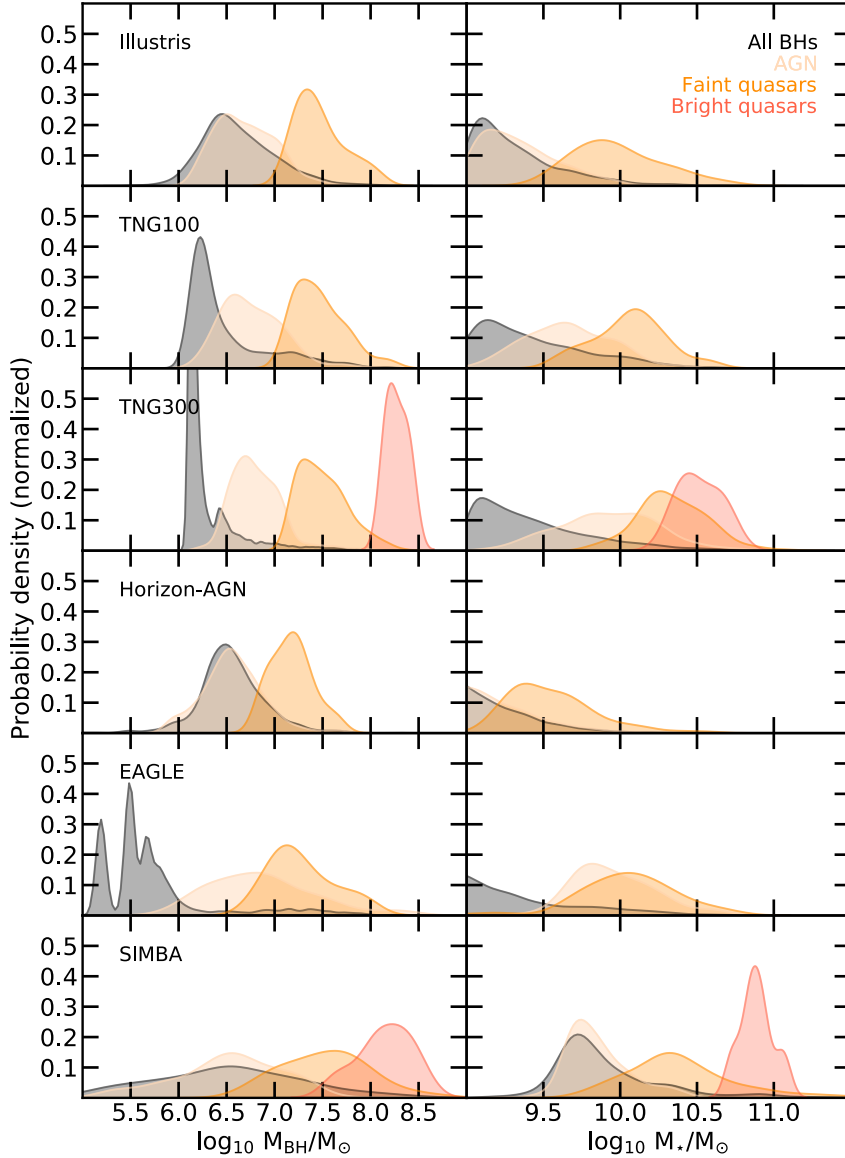 0.5
0.4
0.3
0.2
0.1
Illustris
All BHs
AGN
Faint quasars
Bright quasars
0.5
0.4
0.3
0.2
0.1
TNG100
0.5
0.4
0.3
0.2
0.1
TNG300
Probability density (normalized)
0.5
0.4
0.3
0.2
0.1
Horizon-AGN
0.5
0.4
0.3
0.2
0.1
EAGLE
0.5
0.4
0.3
0.2
0.1
SIMBA
5.5 6.0 6.5 7.0 7.5 8.0 8.5
9.5 10.0 10.5 11.0
log₁₀ M_BH/M⊙
log₁₀ M⋆/M⊙